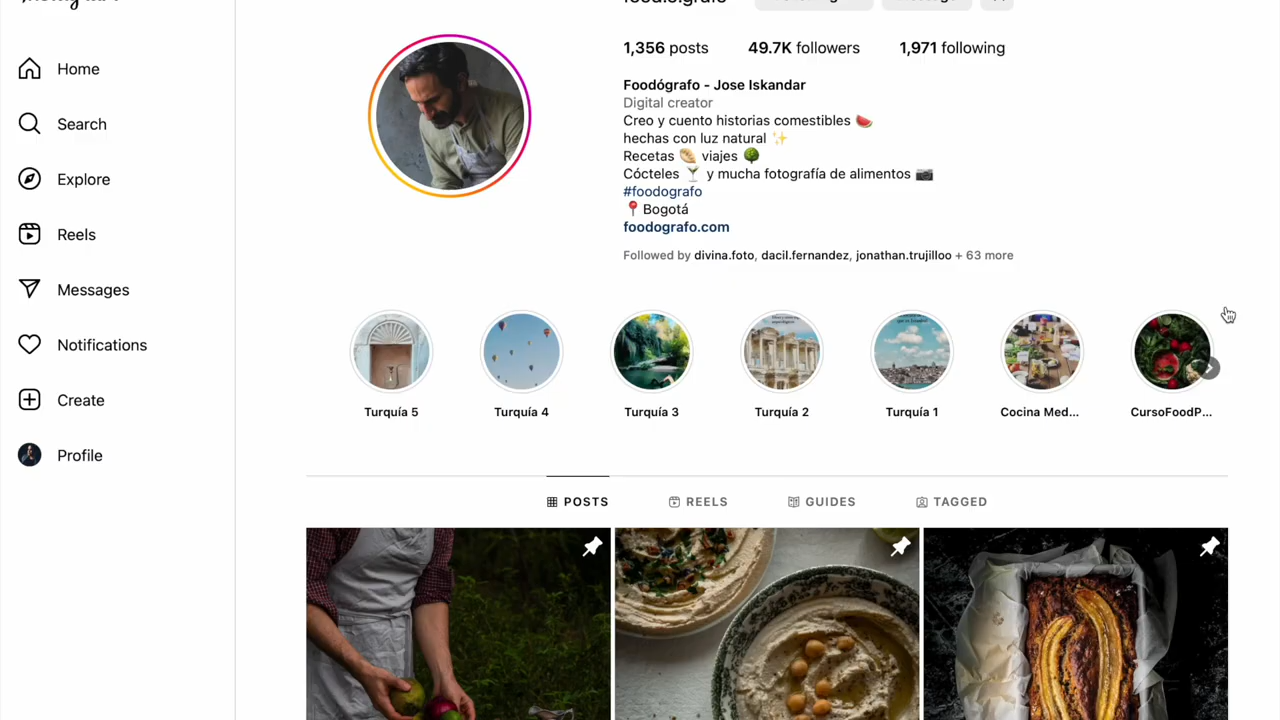 Home
Search
Explore
Reels
Messages
Notifications
Create
Profile
1,356 posts 49.7K followers 1,971 following
Foodógrafo - Jose Iskandar
Digital creator
Creo y cuento historias comestibles 🍉
hechas con luz natural ✨
Recetas 🥐 viajes 🌳
Cócteles 🍸 y mucha fotografía de alimentos 📷
#foodografo
📍Bogotá
foodografo.com
Followed by divina.foto, dacil.fernandez, jonathan.trujilloo + 63 more
Turquía 5 Turquía 4 Turquía 3 Turquía 2 Turquía 1 Cocina Med... CursoFoodP...
POSTS REELS GUIDES TAGGED